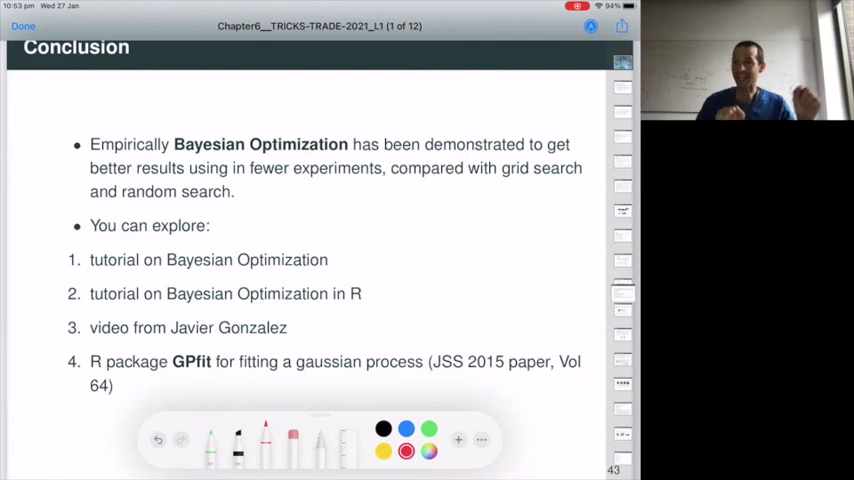 10:53 pm Wed 27 Jan
94%
Done
Chapter6__TRICKS-TRADE-2021_L1 (1 of 12)
Conclusion
• Empirically Bayesian Optimization has been demonstrated to get
better results using in fewer experiments, compared with grid search
and random search.
• You can explore:
1. tutorial on Bayesian Optimization
2. tutorial on Bayesian Optimization in R
3. video from Javier Gonzalez
4. R package GPfit for fitting a gaussian process (JSS 2015 paper, Vol
64)
43